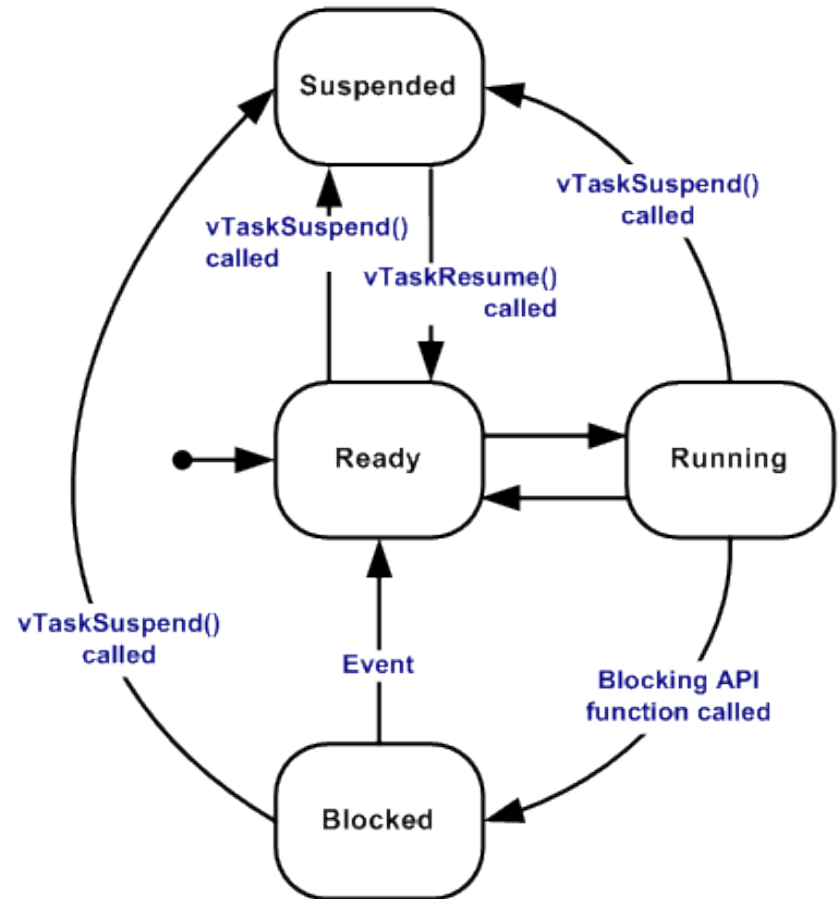 Suspended
vTaskSuspend()
called
vTaskSuspend()
called
vTaskResume()
called
Ready
Running
vTaskSuspend()
called
Event
Blocking API
function called
Blocked